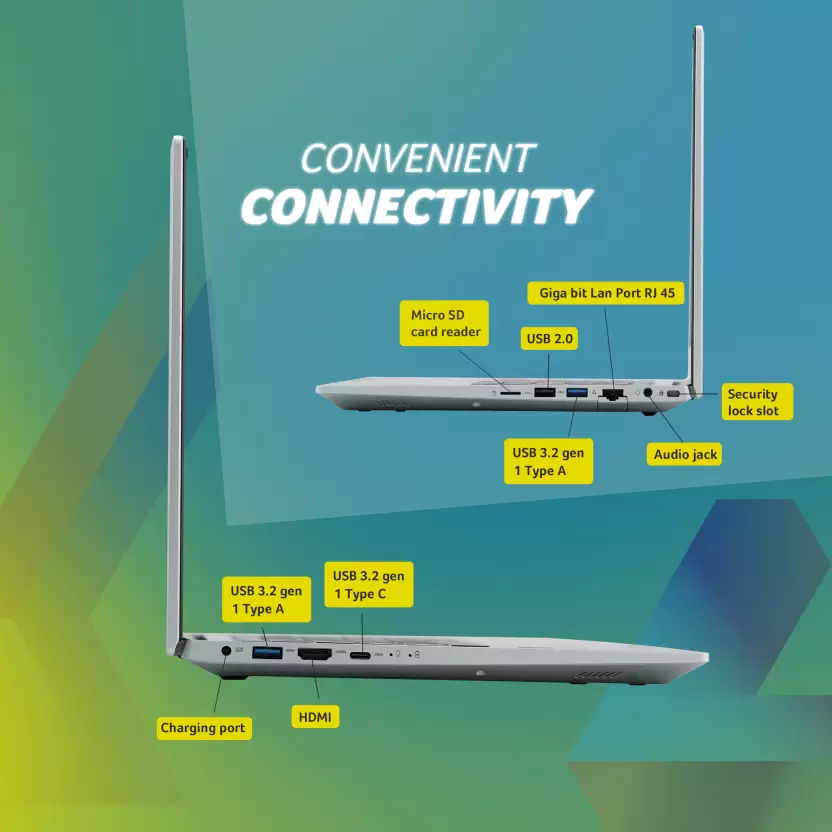 CONVENIENT
CONNECTIVITY
Giga bit Lan Port RJ 45
Micro SD
card reader
USB 2.0
Security
lock slot
USB 3.2 gen
1 Type A
Audio jack
USB 3.2 gen
1 Type A
USB 3.2 gen
1 Type C
Charging port
HDMI